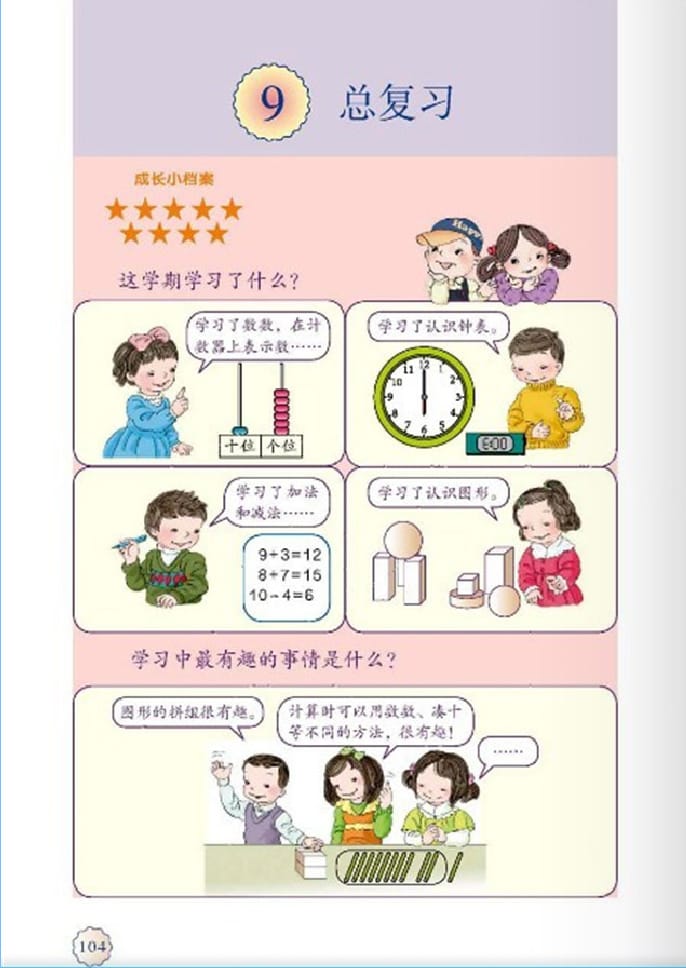 9 总复习
成长小档案
这学期学习了什么?
学习了数数，在计
数器上表示数……
十位 个位
学习了认识钟表。
12
1
2
3
4
5
6
7
8
9
10
11
6:00
Happy
学习了加法
和减法……
9+3=12
8+7=15
10-4=6
学习了认识图形。
学习中最有趣的事情是什么?
图形的拼组很有趣。
计算时可以用数数、凑十
等不同的方法，很有趣!
……
104